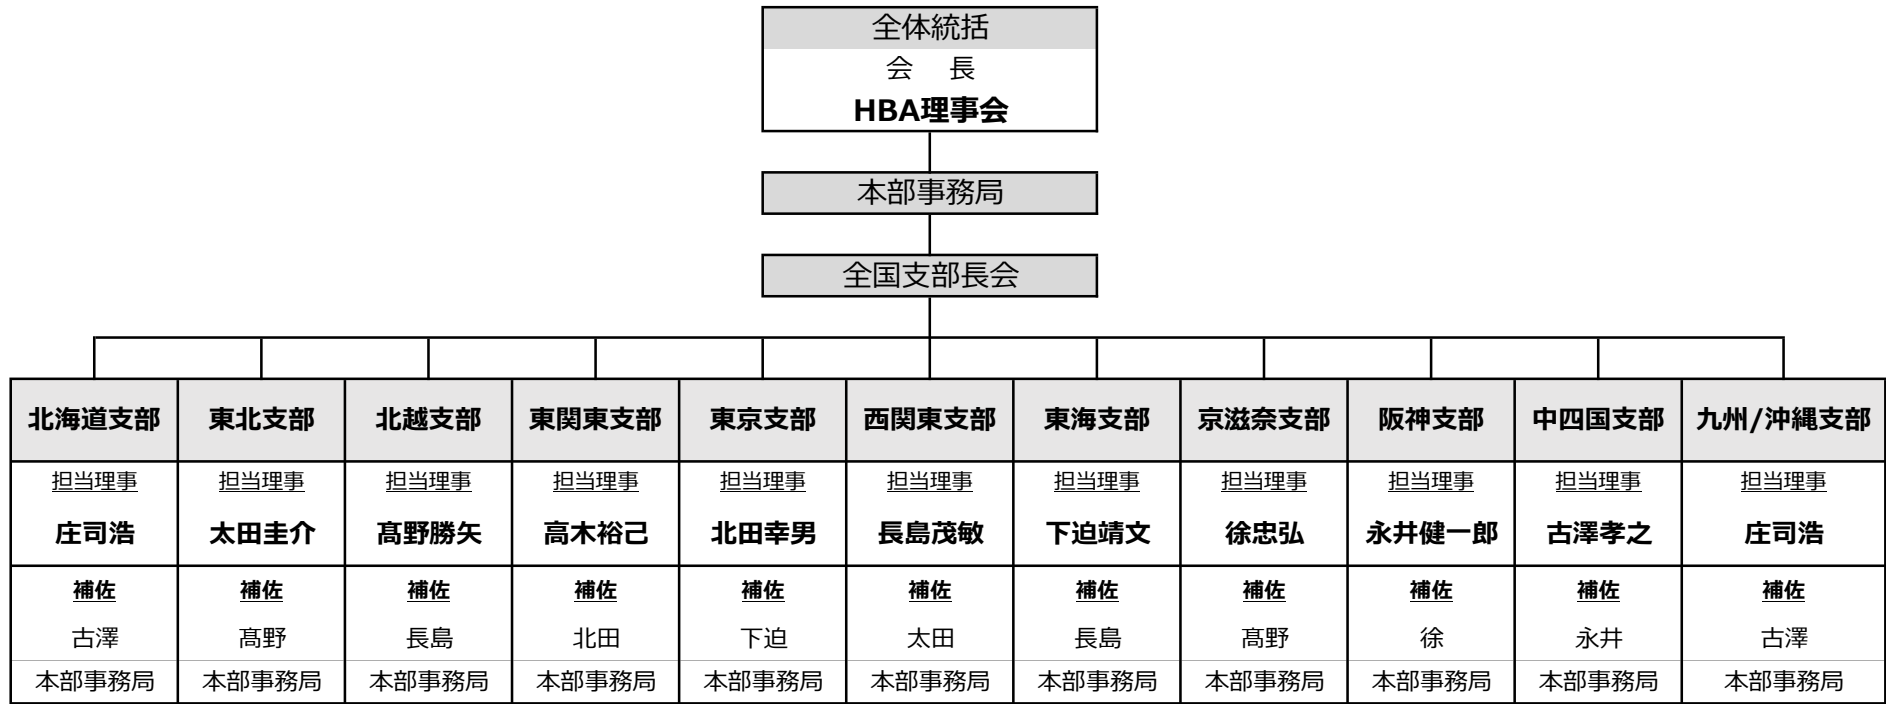 全体統括
会 長
HBA理事会
本部事務局
全国支部長会
北海道支部 東北支部 北越支部 東関東支部 東京支部 西関東支部 東海支部 京滋奈支部 阪神支部 中四国支部 九州/沖縄支部
担当理事 担当理事 担当理事 担当理事 担当理事 担当理事 担当理事 担当理事 担当理事 担当理事 担当理事
庄司浩 太田圭介 髙野勝矢 高木裕己 北田幸男 長島茂敏 下迫靖文 徐忠弘 永井健一郎 古澤孝之 庄司浩
補佐 補佐 補佐 補佐 補佐 補佐 補佐 補佐 補佐 補佐 補佐
古澤 髙野 長島 北田 下迫 太田 長島 髙野 徐 永井 古澤
本部事務局 本部事務局 本部事務局 本部事務局 本部事務局 本部事務局 本部事務局 本部事務局 本部事務局 本部事務局 本部事務局